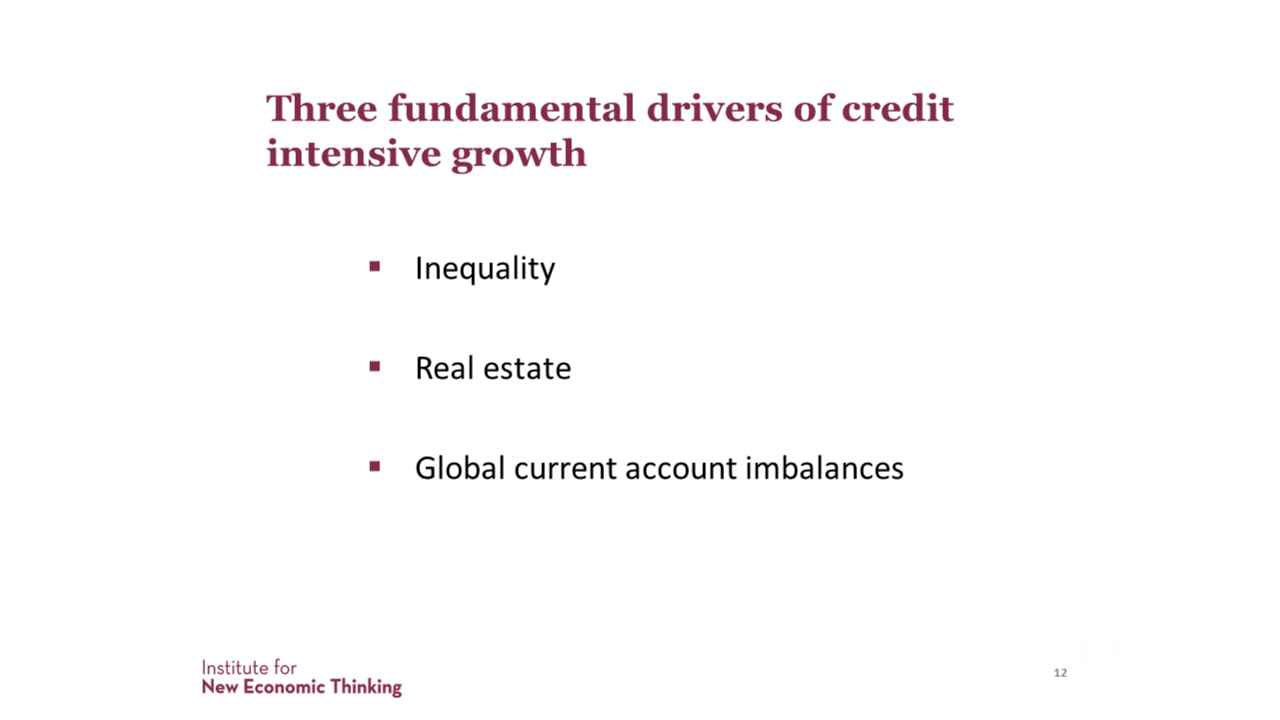 Three fundamental drivers of credit
intensive growth
▪ Inequality
▪ Real estate
▪ Global current account imbalances
Institute for
New Economic Thinking
12